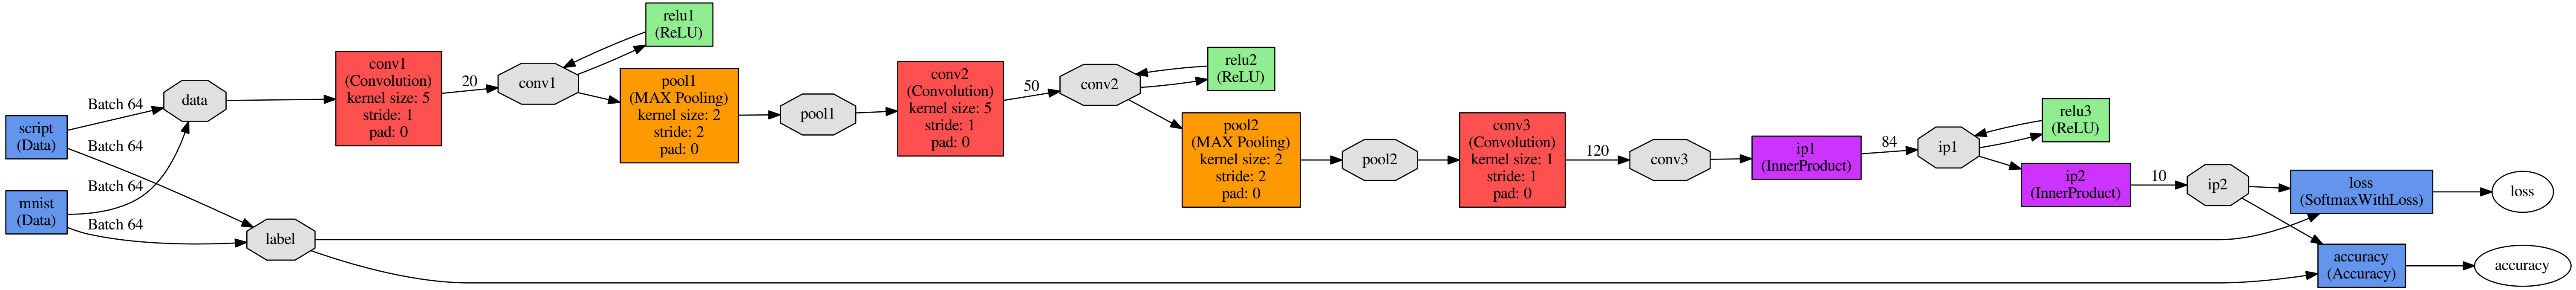 script
(Data)
mnist
(Data)
Batch 64
Batch 64
Batch 64
Batch 64
data
label
conv1
(Convolution)
kernel size: 5
stride: 1
pad: 0
20
conv1
relu1
(ReLU)
pool1
(MAX Pooling)
kernel size: 2
stride: 2
pad: 0
pool1
conv2
(Convolution)
kernel size: 5
stride: 1
pad: 0
50
conv2
relu2
(ReLU)
pool2
(MAX Pooling)
kernel size: 2
stride: 2
pad: 0
pool2
conv3
(Convolution)
kernel size: 1
stride: 1
pad: 0
120
conv3
ip1
(InnerProduct)
84
ip1
relu3
(ReLU)
ip2
(InnerProduct)
10
ip2
loss
(SoftmaxWithLoss)
loss
accuracy
(Accuracy)
accuracy